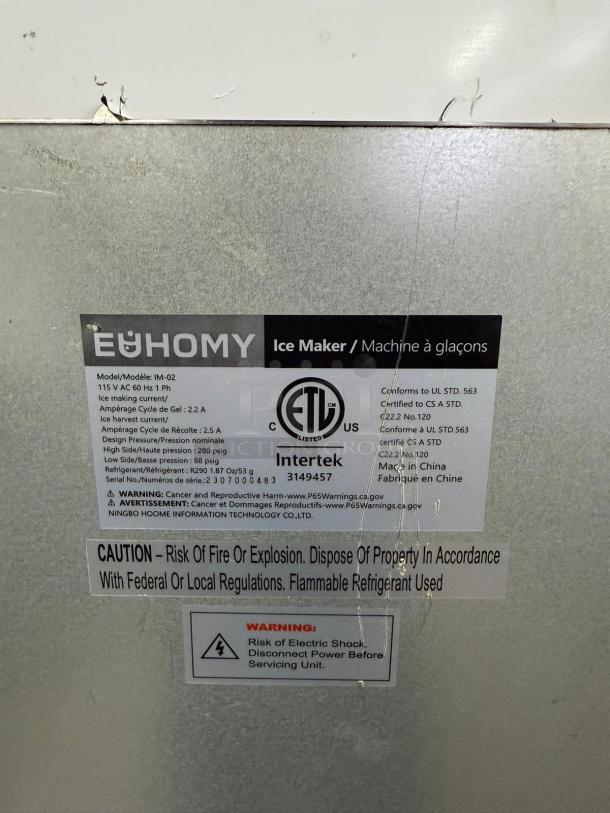 EUHOMY
Ice Maker / Machine à glaçons
Model/Modèle: IM-02
115 V AC 60 Hz 1 Ph
Ice making current/
Ampérage Cycle de Gel : 2.2 A
Ice harvest current/
Ampérage Cycle de Récolte : 2.5 A
Design Pressure/Pression nominale
High Side/Haute pression : 280 psig
Low Side/Basse pression : 88 psig
Refrigerant/Réfrigérant : R290 1.87 Oz/53 g
Serial No./Numéros de série.: 2307000483
C ETL CM US
LISTED
Intertek
3149457
Conforms to UL STD. 563
Certified to CS A STD.
C22.2 No.120
Conforme à UL STD.563
certifié CS A STD
C22.2 No.120
Made in China
Fabriqué en Chine
WARNING: Cancer and Reproductive Harm-www.P65Warnings.ca.gov
AVERTISSEMENT: Cancer et Dommages Reproductifs-www.P65Warnings.ca.gov
NINGBO HOOME INFORMATION TECHNOLOGY CO.,LTD.
CAUTION – Risk Of Fire Or Explosion. Dispose Of Property In Accordance
With Federal Or Local Regulations. Flammable Refrigerant Used
WARNING:
Risk of Electric Shock.
Disconnect Power Before
Servicing Unit.